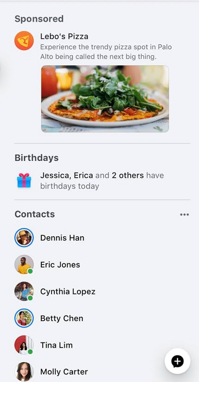 Sponsored
Lebo's Pizza
Experience the trendy pizza spot in Palo
Alto being called the next big thing.
Birthdays
Jessica, Erica and 2 others have
birthdays today
Contacts
Dennis Han
Eric Jones
Cynthia Lopez
Betty Chen
Tina Lim
Molly Carter